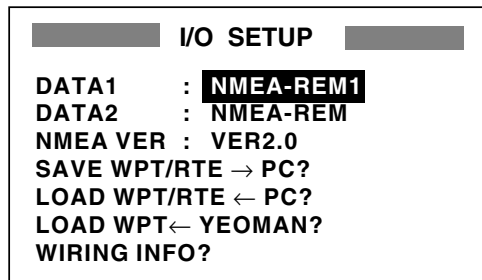 I/O SETUP
DATA1 : NMEA-REM1
DATA2 : NMEA-REM
NMEA VER : VER2.0
SAVE WPT/RTE → PC?
LOAD WPT/RTE ← PC?
LOAD WPT← YEOMAN?
WIRING INFO?